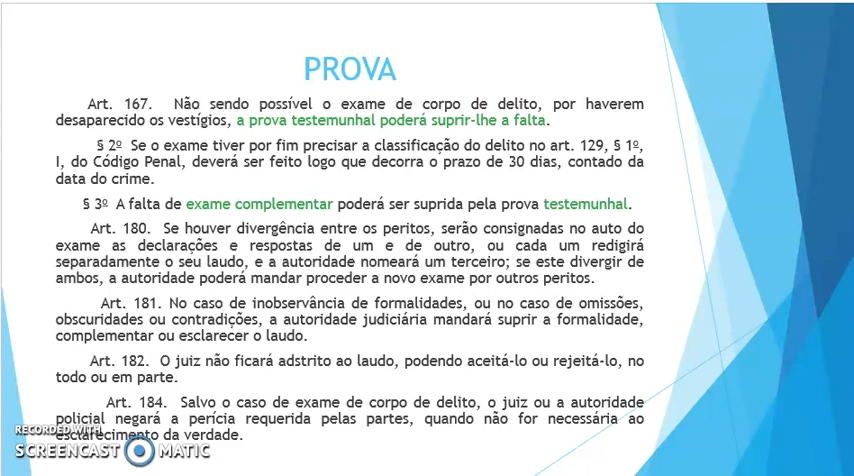 PROVA
Art. 167. Não sendo possível o exame de corpo de delito, por haverem
desaparecido os vestígios, a prova testemunhal poderá suprir-lhe a falta.
§ 2º Se o exame tiver por fim precisar a classificação do delito no art. 129, § 1º,
I, do Código Penal, deverá ser feito logo que decorra o prazo de 30 dias, contado da
data do crime.
§ 3º A falta de exame complementar poderá ser suprida pela prova testemunhal.
Art. 180. Se houver divergência entre os peritos, serão consignadas no auto do
exame as declarações e respostas de um e de outro, ou cada um redigirá
separadamente o seu laudo, e a autoridade nomeará um terceiro; se este divergir de
ambos, a autoridade poderá mandar proceder a novo exame por outros peritos.
Art. 181. No caso de inobservância de formalidades, ou no caso de omissões,
obscuridades ou contradições, a autoridade judiciária mandará suprir a formalidade,
complementar ou esclarecer o laudo.
Art. 182. O juiz não ficará adstrito ao laudo, podendo aceitá-lo ou rejeitá-lo, no
todo ou em parte.
Art. 184. Salvo o caso de exame de corpo de delito, o juiz ou a autoridade
policial negará a perícia requerida pelas partes, quando não for necessária ao
esclarecimento da verdade.
RECORDED WITH
SCREENCAST MATIC